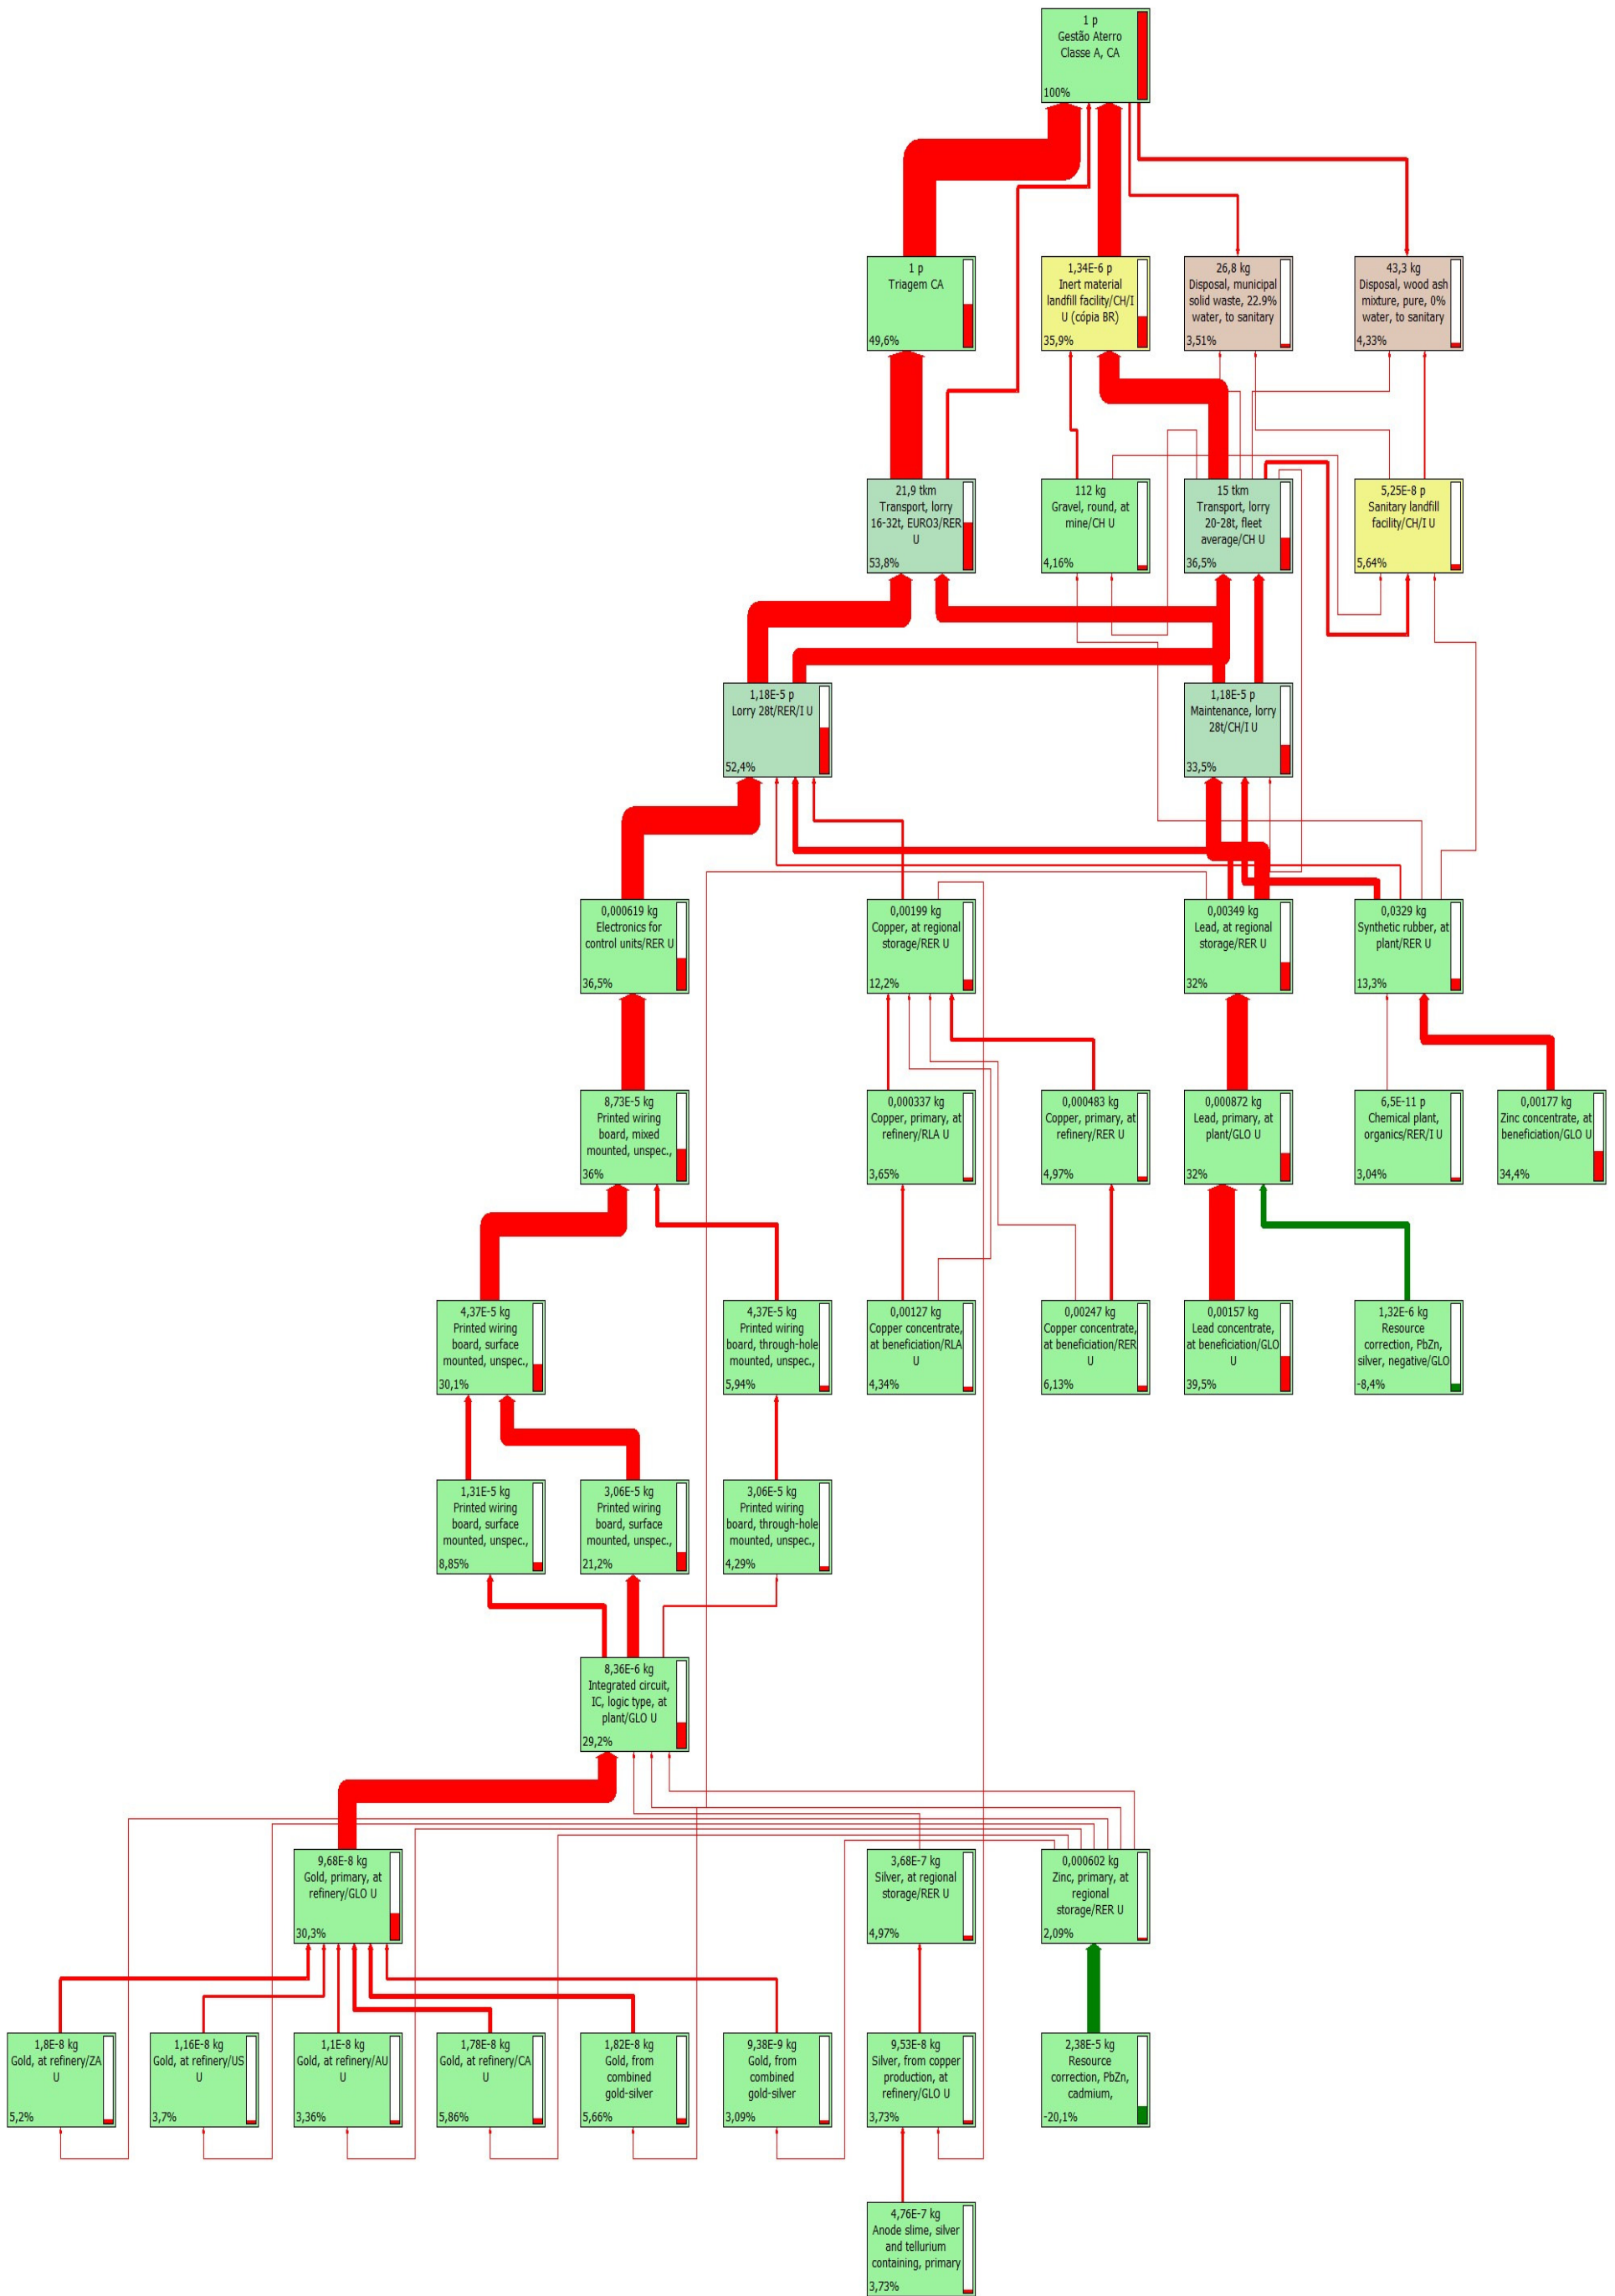 1 p
Gestão Aterro
Classe A, CA
100%
1 p
Triagem CA
49,6%
1,34E-6 p
Inert material
landfill facility/CH/I
U (cópia BR)
35,9%
26,8 kg
Disposal, municipal
solid waste, 22.9%
water, to sanitary
3,51%
43,3 kg
Disposal, wood ash
mixture, pure, 0%
water, to sanitary
4,33%
21,9 tkm
Transport, lorry
16-32t, EURO3/RER
U
53,8%
112 kg
Gravel, round, at
mine/CH U
4,16%
15 tkm
Transport, lorry
20-28t, fleet
average/CH U
36,5%
5,25E-8 p
Sanitary landfill
facility/CH/I U
5,64%
1,18E-5 p
Lorry 28t/RER/I U
52,4%
1,18E-5 p
Maintenance, lorry
28t/CH/I U
33,5%
0,000619 kg
Electronics for
control units/RER U
36,5%
0,00199 kg
Copper, at regional
storage/RER U
12,2%
0,00349 kg
Lead, at regional
storage/RER U
32%
0,0329 kg
Synthetic rubber, at
plant/RER U
13,3%
8,73E-5 kg
Printed wiring
board, mixed
mounted, unspec.,
36%
0,000337 kg
Copper, primary, at
refinery/RLA U
3,65%
0,000483 kg
Copper, primary, at
refinery/RER U
4,97%
0,000872 kg
Lead, primary, at
plant/GLO U
32%
6,5E-11 p
Chemical plant,
organics/RER/I U
3,04%
0,00177 kg
Zinc concentrate, at
beneficiation/GLO U
34,4%
4,37E-5 kg
Printed wiring
board, surface
mounted, unspec.,
30,1%
4,37E-5 kg
Printed wiring
board, through-hole
mounted, unspec.,
5,94%
0,00127 kg
Copper concentrate,
at beneficiation/RLA
U
4,34%
0,00247 kg
Copper concentrate,
at beneficiation/RER
U
6,13%
0,00157 kg
Lead concentrate,
at beneficiation/GLO
U
39,5%
1,32E-6 kg
Resource
correction, PbZn,
silver, negative/GLO
-8,4%
1,31E-5 kg
Printed wiring
board, surface
mounted, unspec.,
8,85%
3,06E-5 kg
Printed wiring
board, surface
mounted, unspec.,
21,2%
3,06E-5 kg
Printed wiring
board, through-hole
mounted, unspec.,
4,29%
8,36E-6 kg
Integrated circuit,
IC, logic type, at
plant/GLO U
29,2%
9,68E-8 kg
Gold, primary, at
refinery/GLO U
30,3%
3,68E-7 kg
Silver, at regional
storage/RER U
4,97%
0,000602 kg
Zinc, primary, at
regional
storage/RER U
2,09%
1,8E-8 kg
Gold, at refinery/ZA
U
5,2%
1,16E-8 kg
Gold, at refinery/US
U
3,7%
1,1E-8 kg
Gold, at refinery/AU
U
3,36%
1,78E-8 kg
Gold, at refinery/CA
U
5,86%
1,82E-8 kg
Gold, from
combined
gold-silver
5,66%
9,38E-9 kg
Gold, from
combined
gold-silver
3,09%
9,53E-8 kg
Silver, from copper
production, at
refinery/GLO U
3,73%
2,38E-5 kg
Resource
correction, PbZn,
cadmium,
-20,1%
4,76E-7 kg
Anode slime, silver
and tellurium
containing, primary
3,73%